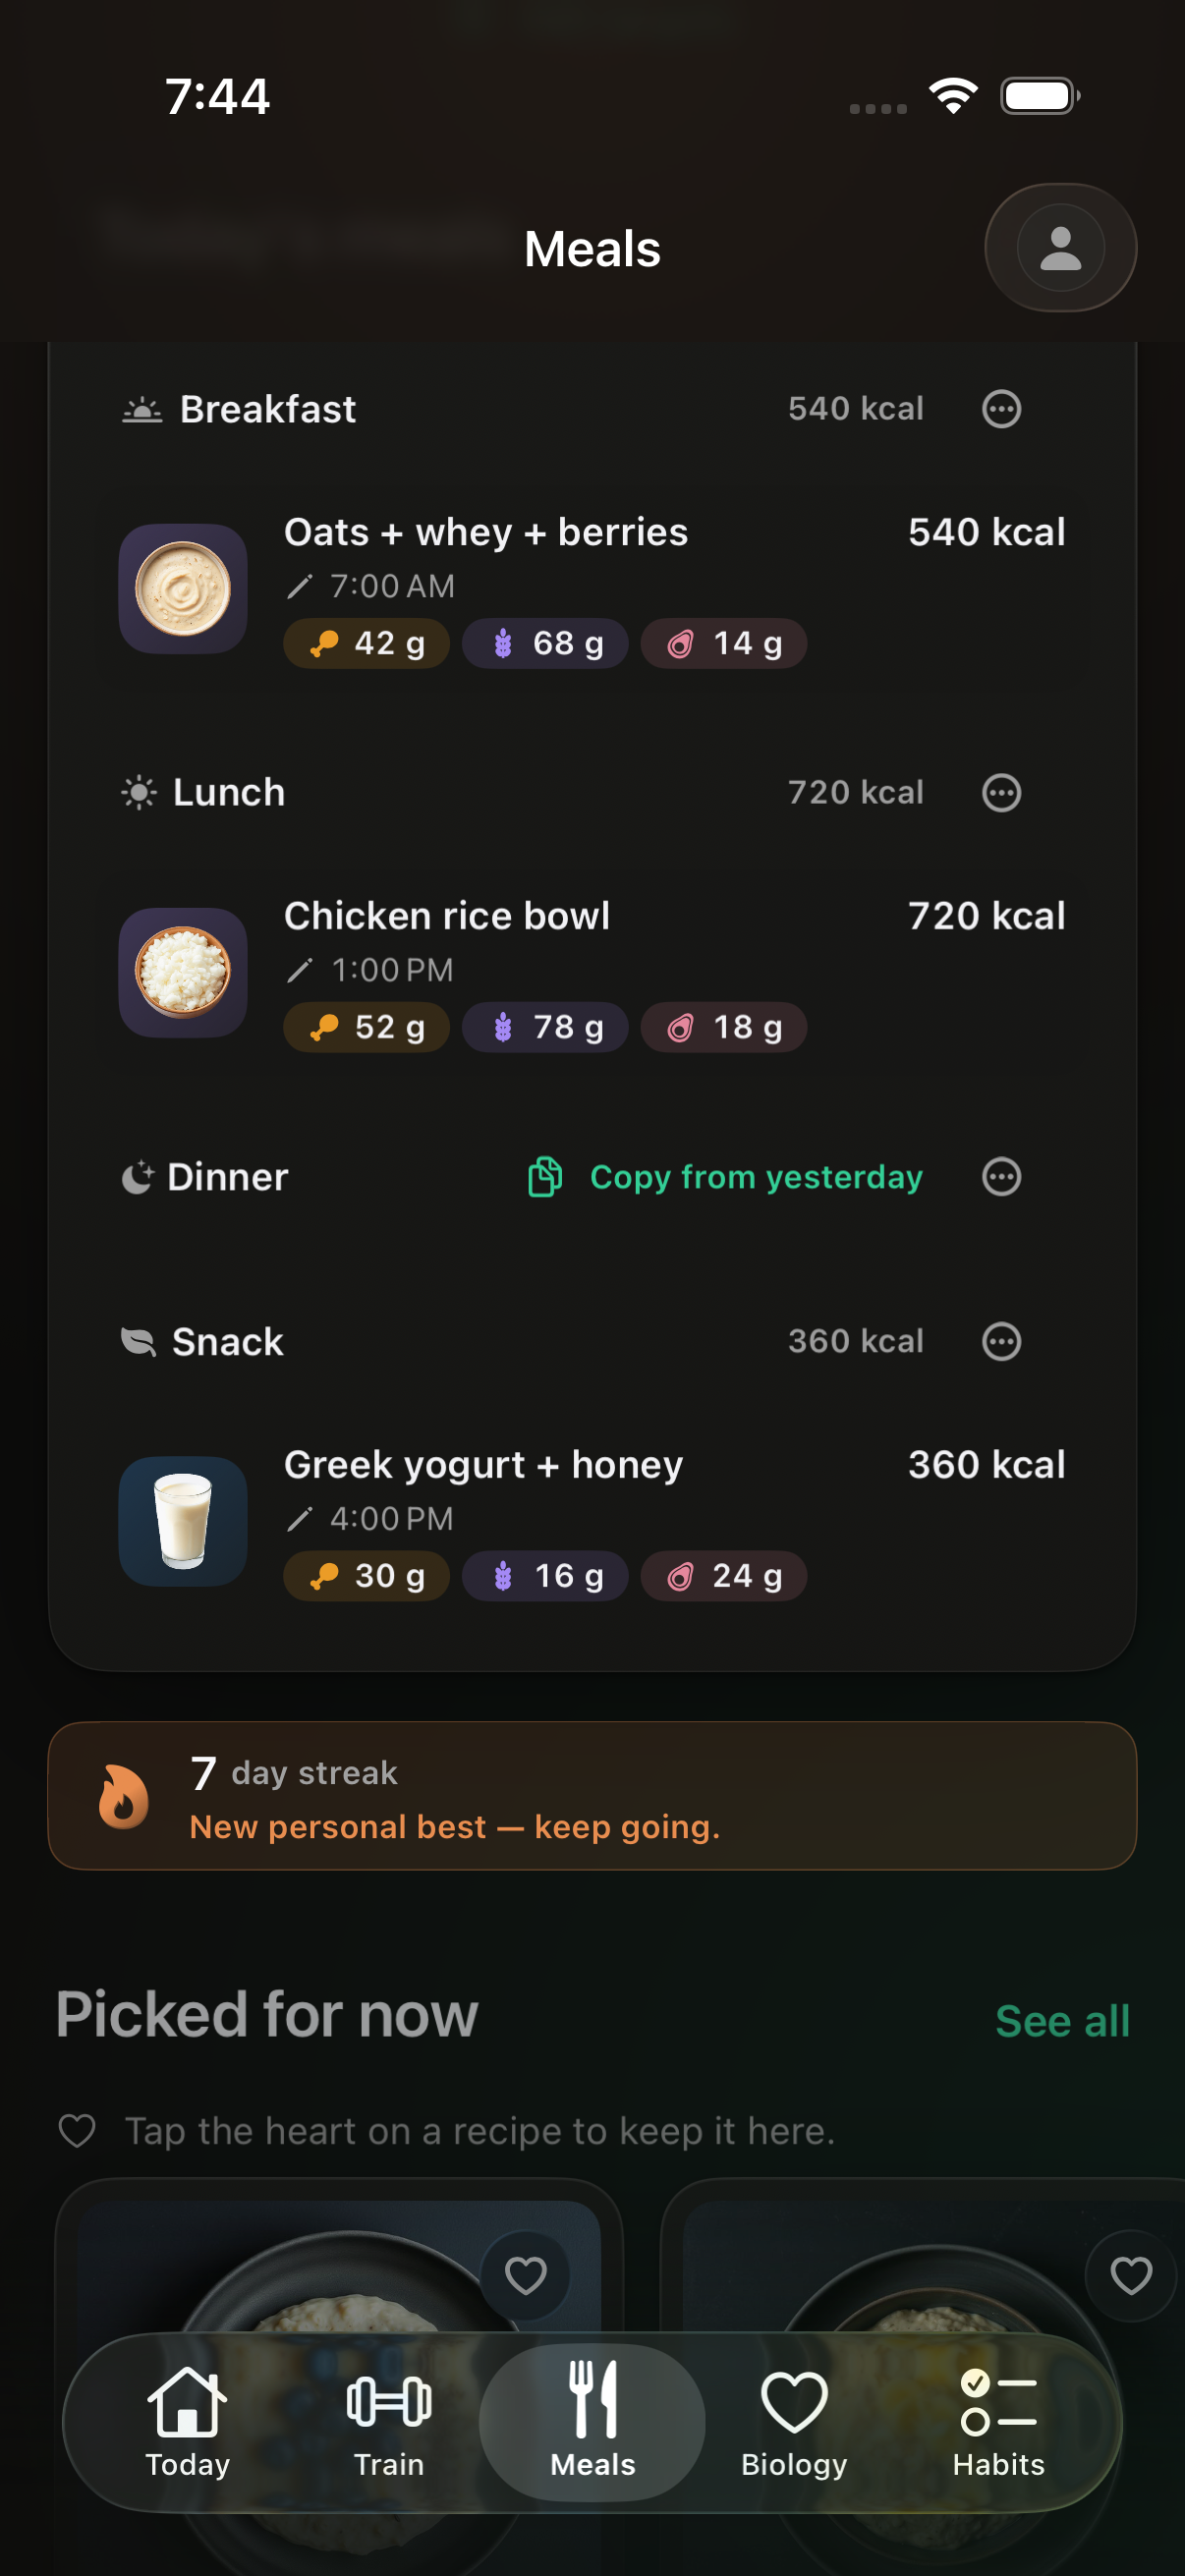 7:44
Meals
Breakfast
540 kcal
Oats + whey + berries
540 kcal
7:00 AM
42 g
68 g
14 g
Lunch
720 kcal
Chicken rice bowl
720 kcal
1:00 PM
52 g
78 g
18 g
Dinner
Copy from yesterday
Snack
360 kcal
Greek yogurt + honey
360 kcal
4:00 PM
30 g
16 g
24 g
7 day streak
New personal best — keep going.
Picked for now
See all
Tap the heart on a recipe to keep it here.
Today
Train
Meals
Biology
Habits